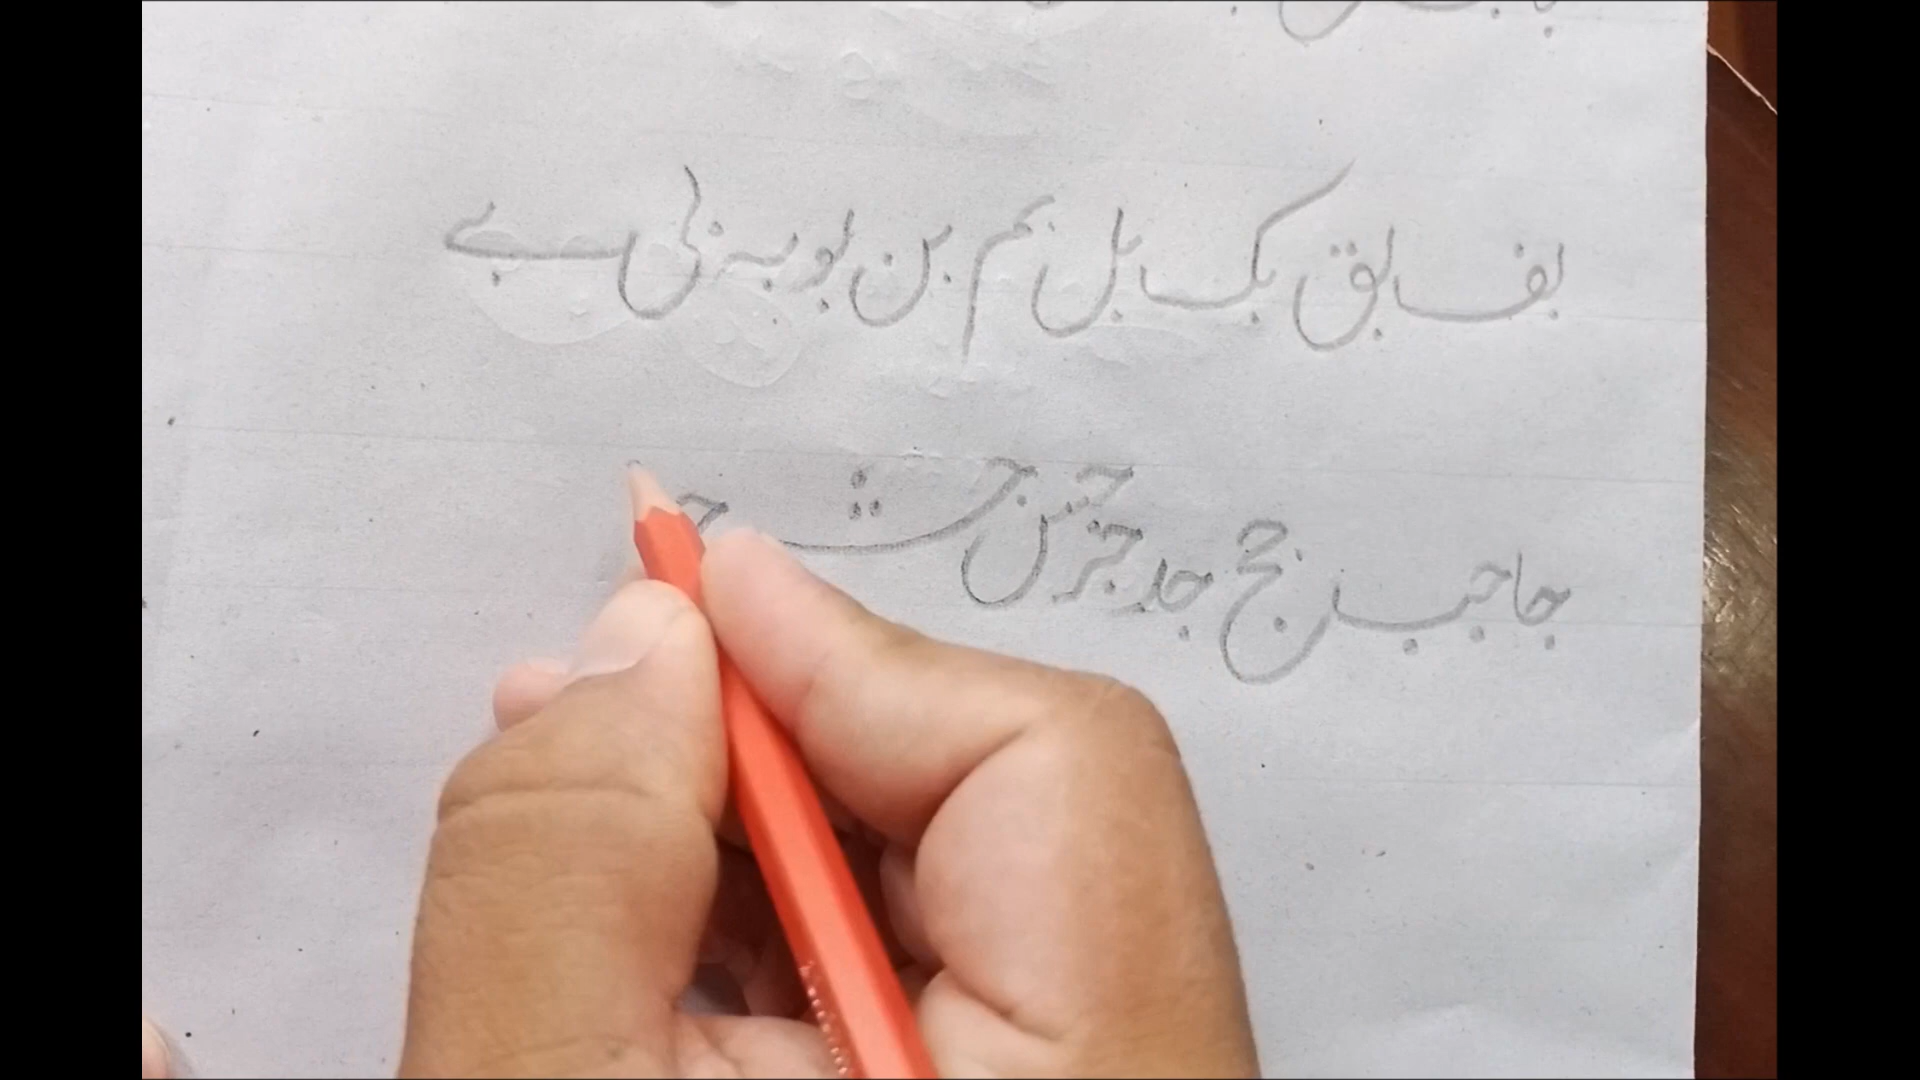 بف بق بک بل بم بن بو بہ بی بے
جا جب جج جد جر جس جش